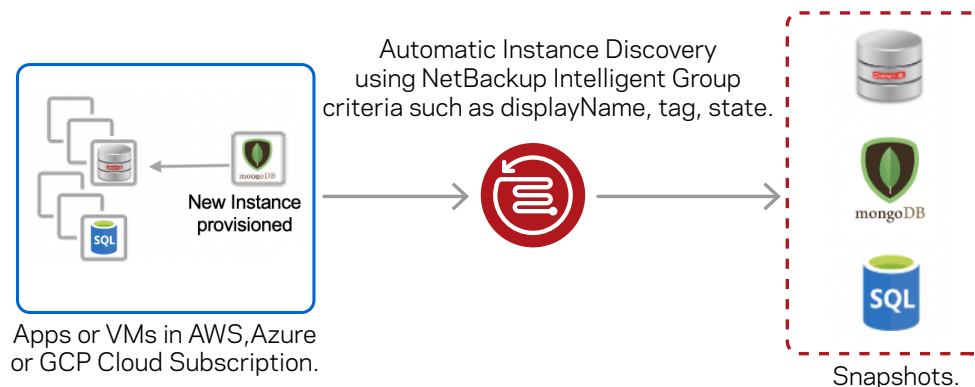 Automatic Instance Discovery
using NetBackup Intelligent Group
criteria such as displayName, tag, state.
mongoDB
New Instance
provisioned
SQL
Apps or VMs in AWS,Azure
or GCP Cloud Subscription.
ORACLE
mongoDB
SQL
Snapshots.